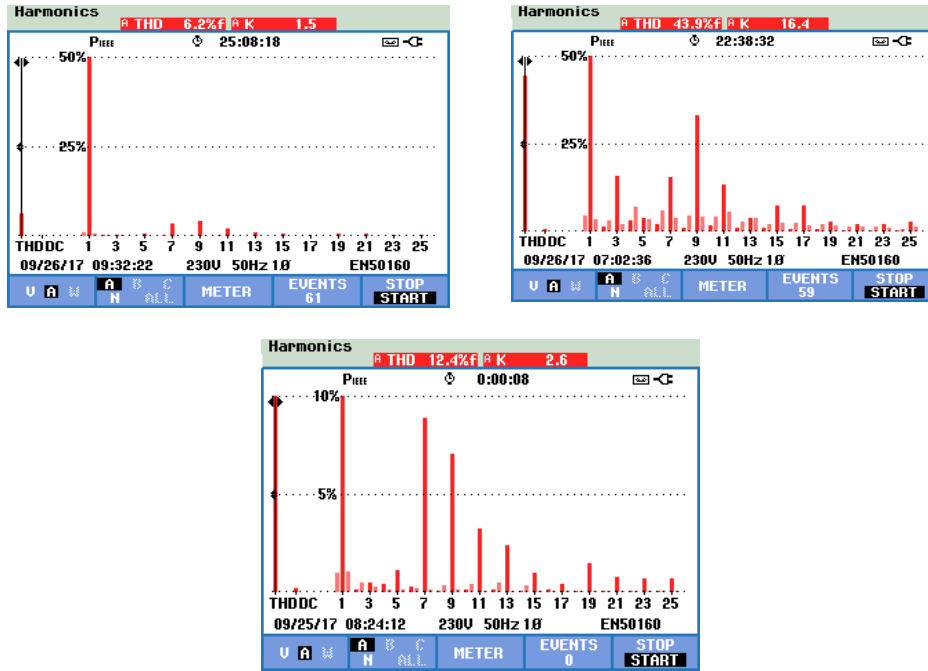 Harmonics
A THD 6.2%f A K 1.5
PIEEE 25:08:18
50%
25%
THD DC 1 3 5 7 9 11 13 15 17 19 21 23 25
09/26/17 09:32:22 230V 50Hz 1Ø EN50160
V A W A B C N ALL METER EVENTS 61 STOP START
Harmonics
A THD 43.9%f A K 16.4
PIEEE 22:38:32
50%
25%
THD DC 1 3 5 7 9 11 13 15 17 19 21 23 25
09/26/17 07:02:36 230V 50Hz 1Ø EN50160
V A W A B C N ALL METER EVENTS 59 STOP START
Harmonics
A THD 12.4%f A K 2.6
PIEEE 0:00:08
10%
5%
THD DC 1 3 5 7 9 11 13 15 17 19 21 23 25
09/25/17 08:24:12 230V 50Hz 1Ø EN50160
V A W A B C N ALL METER EVENTS 0 STOP START